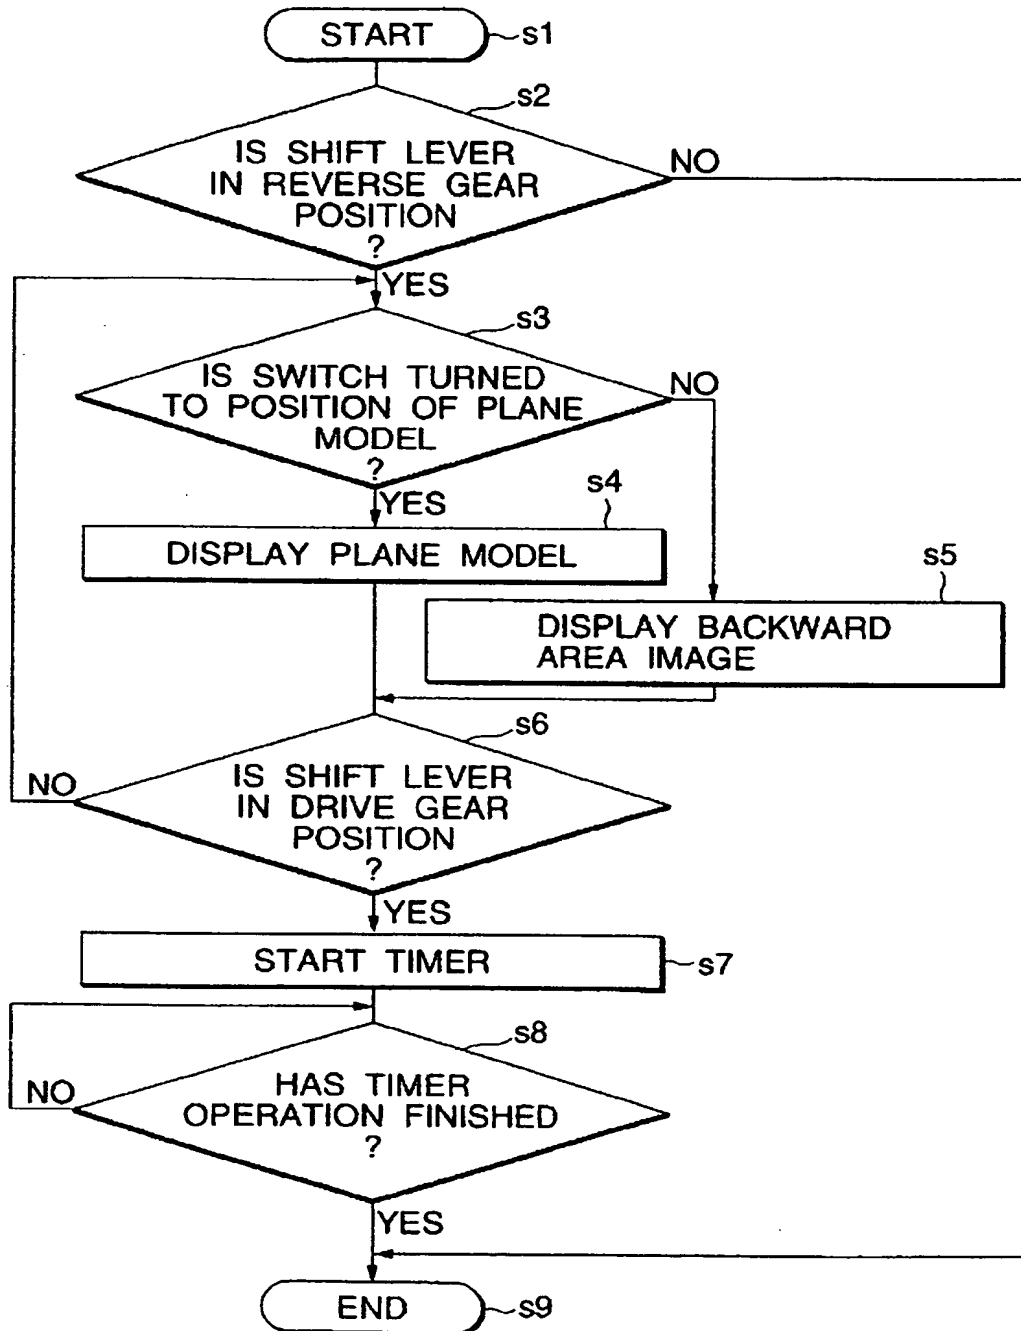 START
s1
s2
IS SHIFT LEVER
IN REVERSE GEAR
POSITION
?
NO
YES
s3
IS SWITCH TURNED
TO POSITION OF PLANE
MODEL
?
NO
YES
s4
DISPLAY PLANE MODEL
s5
DISPLAY BACKWARD
AREA IMAGE
s6
IS SHIFT LEVER
IN DRIVE GEAR
POSITION
?
NO
YES
START TIMER
s7
s8
HAS TIMER
OPERATION FINISHED
?
NO
YES
END
s9